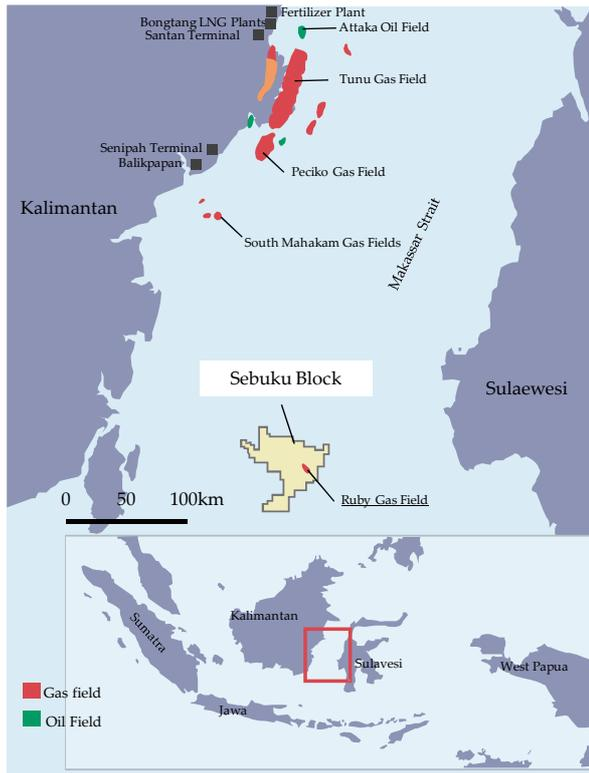 Fertilizer Plant
Bongtang LNG Plants
Attaka Oil Field
Santan Terminal
Tunu Gas Field
Senipah Terminal
Balikpapan
Peciko Gas Field
Kalimantan
Makassar Strait
South Mahakam Gas Fields
Sebuku Block
Sulaewesi
0 50 100km
Ruby Gas Field
Kalimantan
Sumatra
Sulavesi
West Papua
Gas field
Jawa
Oil Field